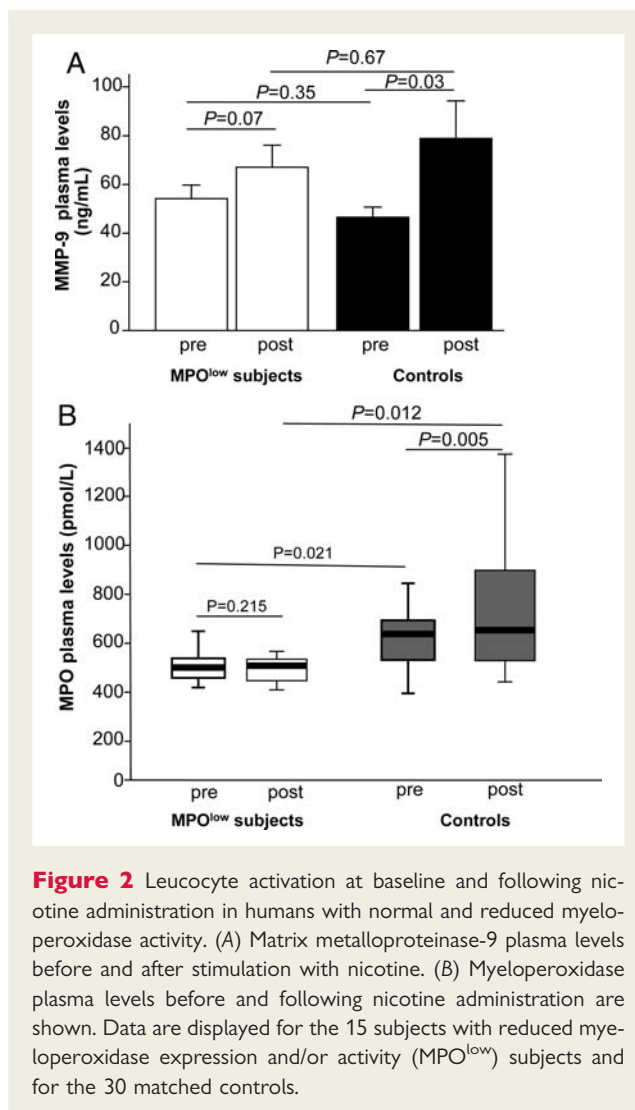 A
P=0.67
P=0.35
P=0.03
P=0.07
100
80
60
40
20
0
MMP-9 plasma levels
(ng/mL)
pre
post
pre
post
MPOlow subjects
Controls
B
P=0.012
P=0.005
P=0.021
P=0.215
1400
1200
1000
800
600
400
200
0
MPO plasma levels (pmol/L)
pre
post
pre
post
MPOlow subjects
Controls
Figure 2 Leucocyte activation at baseline and following nic-
otine administration in humans with normal and reduced myelo-
peroxidase activity. (A) Matrix metalloproteinase-9 plasma levels
before and after stimulation with nicotine. (B) Myeloperoxidase
plasma levels before and following nicotine administration are
shown. Data are displayed for the 15 subjects with reduced mye-
loperoxidase expression and/or activity (MPOlow) subjects and
for the 30 matched controls.